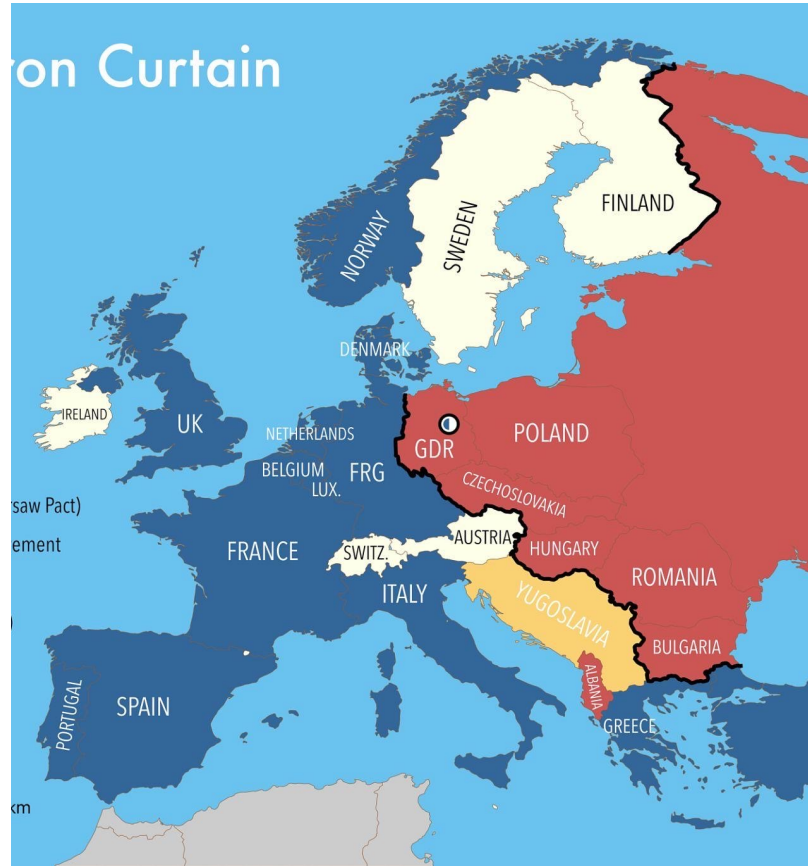 ron Curtain
FINLAND
SWEDEN
NORWAY
DENMARK
IRELAND
UK
NETHERLANDS
BELGIUM
LUX.
FRG
GDR
POLAND
CZECHOSLOVAKIA
rsaw Pact)
ement
FRANCE
SWITZ.
AUSTRIA
HUNGARY
ROMANIA
ITALY
YUGOSLAVIA
)
BULGARIA
ALBANIA
PORTUGAL
SPAIN
GREECE
km